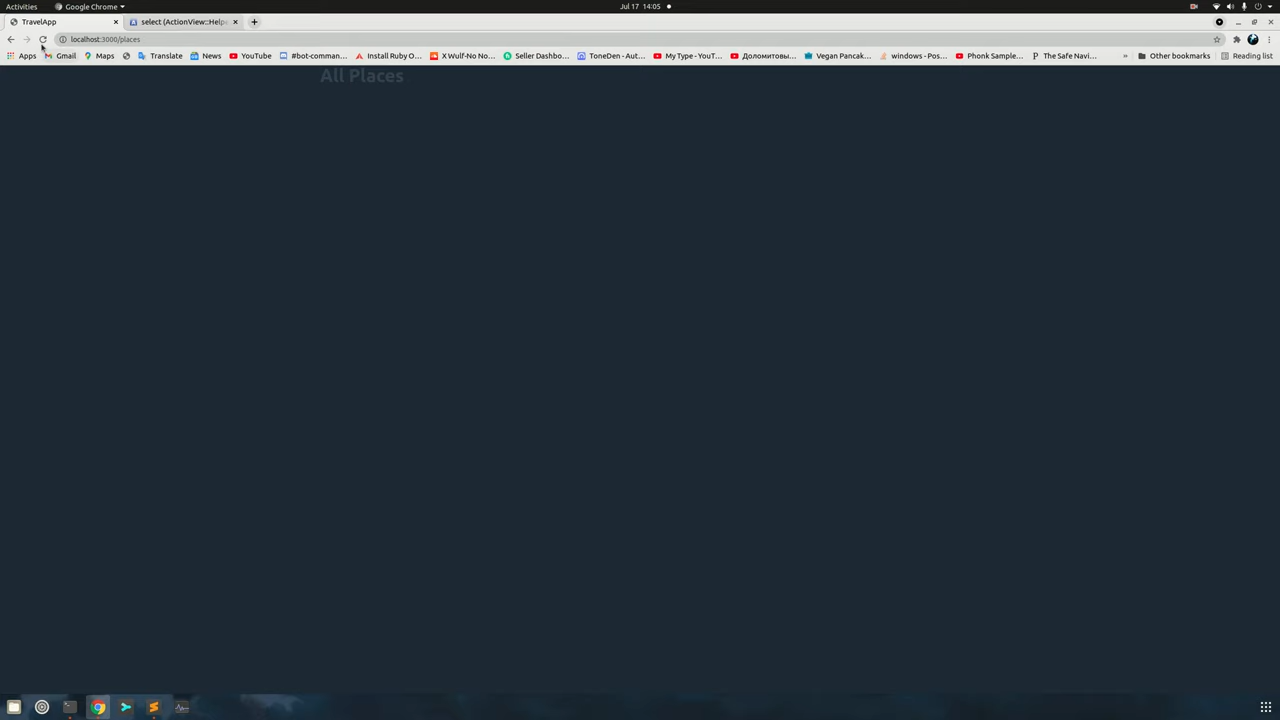 Activities Google Chrome Jul 17 14:05
TravelApp select (ActionView::Helpe
localhost:3000/places
Apps Gmail Maps Translate News YouTube #bot-comman... Install Ruby O... X Wulf-No No... Seller Dashbo... ToneDen - Aut... My Type - YouT... Доломитовы... Vegan Pancak... windows - Pos... Phonk Sample... The Safe Navi... » Other bookmarks Reading list
All Places